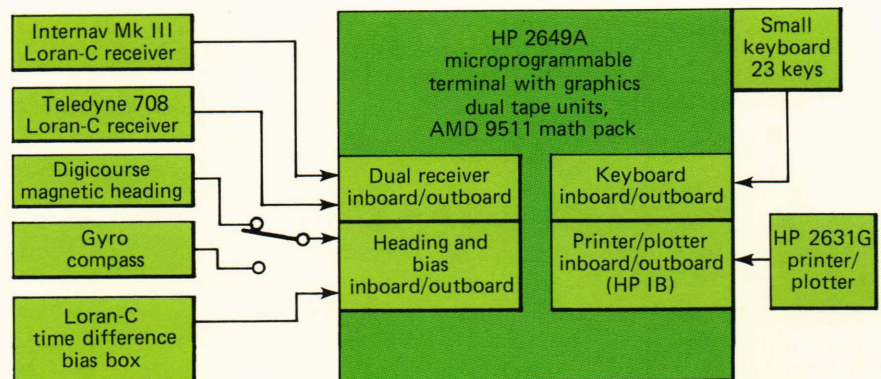 Internav Mk III
Loran-C receiver
Teledyne 708
Loran-C receiver
Digicourse
magnetic heading
Gyro
compass
Loran-C
time difference
bias box
HP 2649A
microprogrammable
terminal with graphics
dual tape units,
AMD 9511 math pack
Dual receiver
inboard/outboard
Heading and
bias
inboard/outboard
Keyboard
inboard/outboard
Printer/plotter
inboard/outboard
(HP IB)
Small
keyboard
23 keys
HP 2631G
printer/
plotter